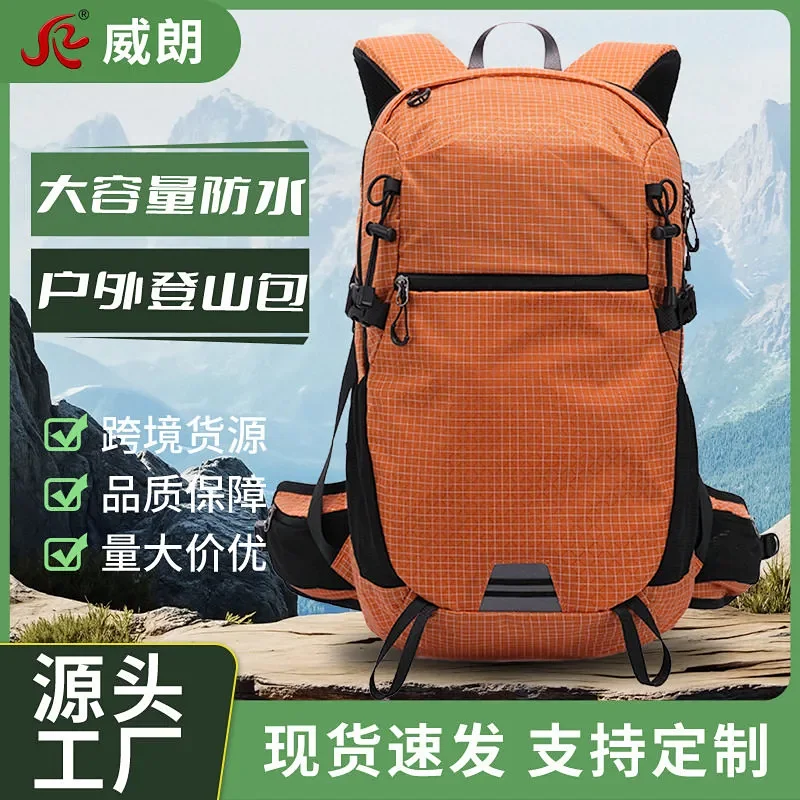 威朗
®
大容量防水
户外登山包
跨境货源
品质保障
量大价优
源头
工厂
现货速发 支持定制